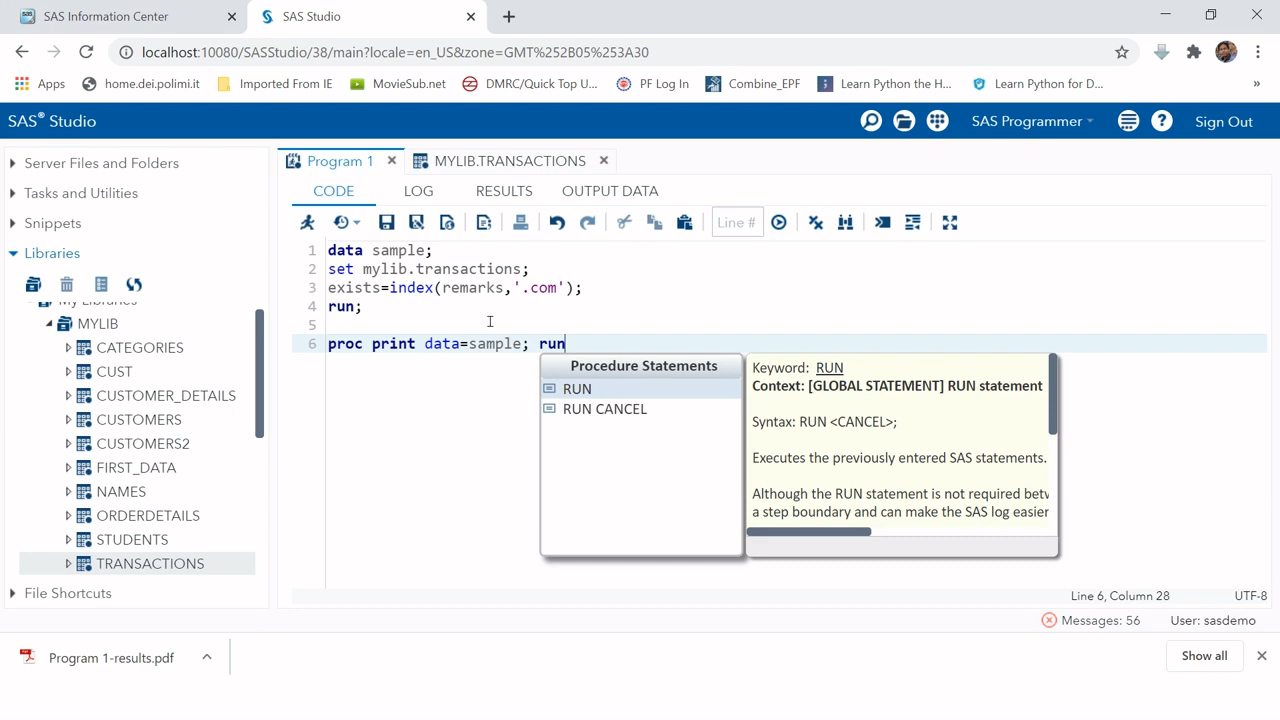 SAS Information Center
SAS Studio
localhost:10080/SASStudio/38/main?locale=en_US&zone=GMT%252B05%253A30
Apps home.dei.polimi.it Imported From IE MovieSub.net DMRC/Quick Top U... PF Log In Combine_EPF Learn Python the H... Learn Python for D... »
SAS® Studio SAS Programmer Sign Out
Server Files and Folders
Tasks and Utilities
Snippets
Libraries
My Libraries
MYLIB
CATEGORIES
CUST
CUSTOMER_DETAILS
CUSTOMERS
CUSTOMERS2
FIRST_DATA
NAMES
ORDERDETAILS
STUDENTS
TRANSACTIONS
File Shortcuts
Program 1 MYLIB.TRANSACTIONS
CODE LOG RESULTS OUTPUT DATA
Line #
1 data sample;
2 set mylib.transactions;
3 exists=index(remarks,'.com');
4 run;
5
6 proc print data=sample; run
Procedure Statements
RUN
RUN CANCEL
Keyword: RUN
Context: [GLOBAL STATEMENT] RUN statement
Syntax: RUN <CANCEL>;
Executes the previously entered SAS statements.
Although the RUN statement is not required betw
a step boundary and can make the SAS log easier
Line 6, Column 28 UTF-8
Messages: 56 User: sasdemo
Program 1-results.pdf Show all